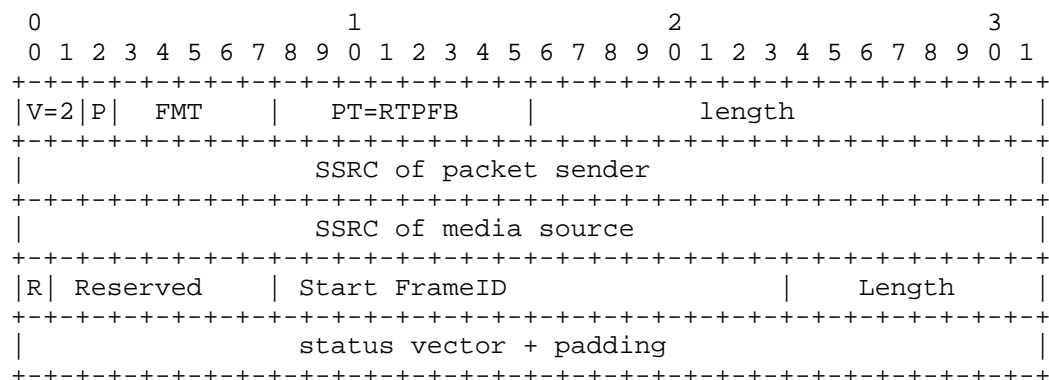 0                   1                   2                   3
 0 1 2 3 4 5 6 7 8 9 0 1 2 3 4 5 6 7 8 9 0 1 2 3 4 5 6 7 8 9 0 1
+-+-+-+-+-+-+-+-+-+-+-+-+-+-+-+-+-+-+-+-+-+-+-+-+-+-+-+-+-+-+-+-+
|V=2|P|  FMT    |   PT=RTPFB    |          length               |
+-+-+-+-+-+-+-+-+-+-+-+-+-+-+-+-+-+-+-+-+-+-+-+-+-+-+-+-+-+-+-+-+
|                  SSRC of packet sender                        |
+-+-+-+-+-+-+-+-+-+-+-+-+-+-+-+-+-+-+-+-+-+-+-+-+-+-+-+-+-+-+-+-+
|                  SSRC of media source                         |
+-+-+-+-+-+-+-+-+-+-+-+-+-+-+-+-+-+-+-+-+-+-+-+-+-+-+-+-+-+-+-+-+
|R| Reserved    | Start FrameID                 |    Length     |
+-+-+-+-+-+-+-+-+-+-+-+-+-+-+-+-+-+-+-+-+-+-+-+-+-+-+-+-+-+-+-+-+
|                 status vector + padding                       |
+-+-+-+-+-+-+-+-+-+-+-+-+-+-+-+-+-+-+-+-+-+-+-+-+-+-+-+-+-+-+-+-+